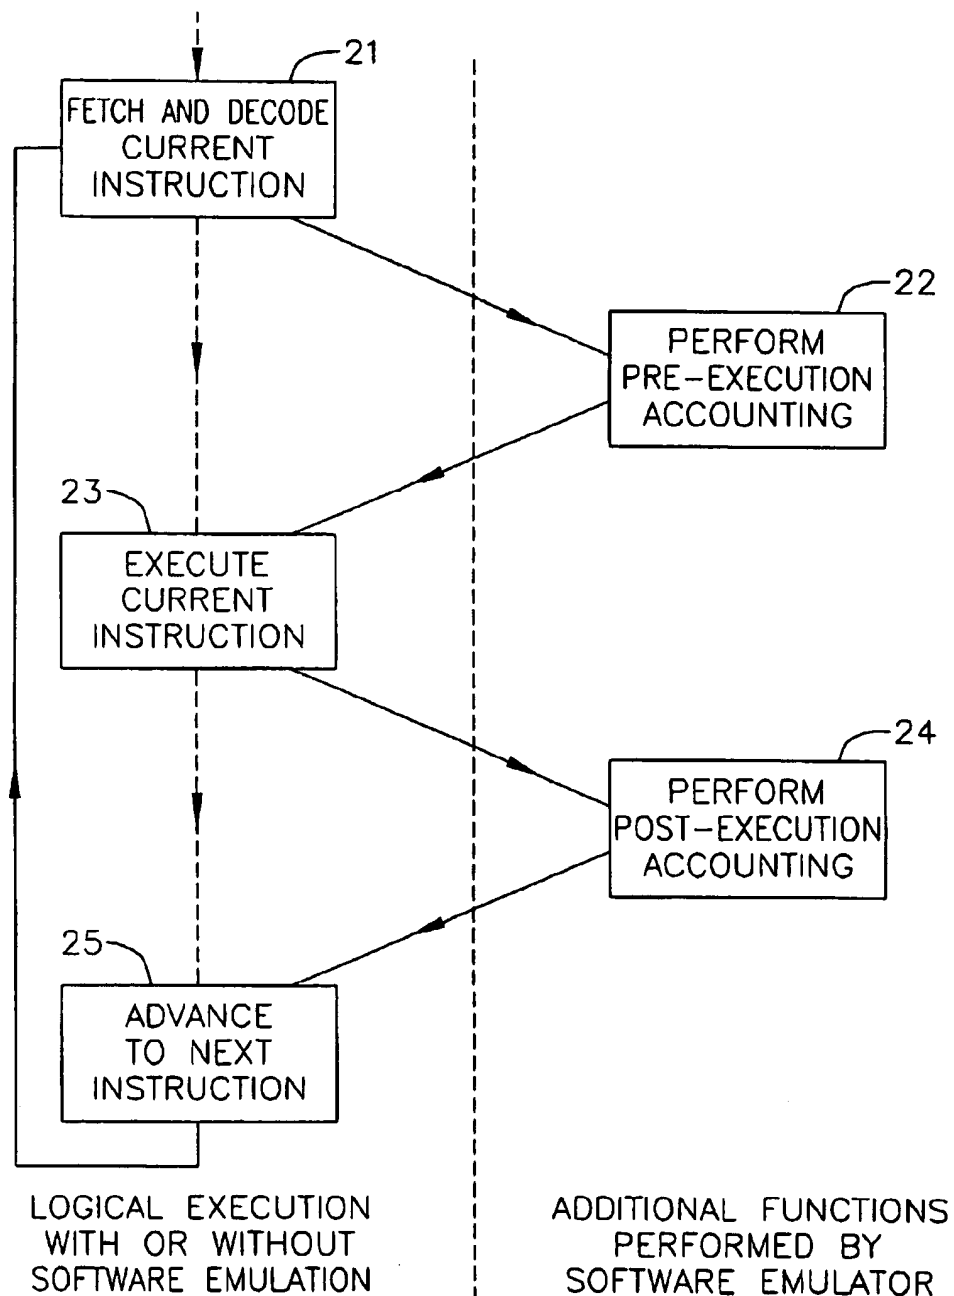 21
FETCH AND DECODE
CURRENT
INSTRUCTION
22
PERFORM
PRE-EXECUTION
ACCOUNTING
23
EXECUTE
CURRENT
INSTRUCTION
24
PERFORM
POST-EXECUTION
ACCOUNTING
25
ADVANCE
TO NEXT
INSTRUCTION
LOGICAL EXECUTION
WITH OR WITHOUT
SOFTWARE EMULATION
ADDITIONAL FUNCTIONS
PERFORMED BY
SOFTWARE EMULATOR